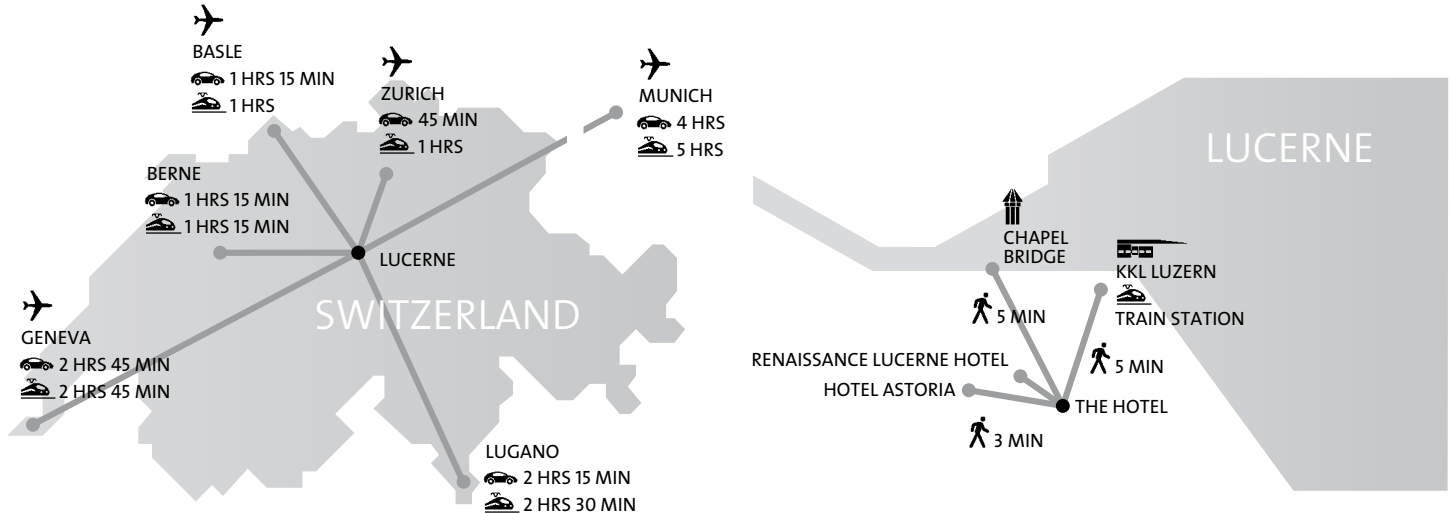 BASLE
1 HRS 15 MIN
1 HRS
ZURICH
45 MIN
1 HRS
MUNICH
4 HRS
5 HRS
BERNE
1 HRS 15 MIN
1 HRS 15 MIN
LUCERNE
SWITZERLAND
GENEVA
2 HRS 45 MIN
2 HRS 45 MIN
LUGANO
2 HRS 15 MIN
2 HRS 30 MIN
LUCERNE
CHAPEL
BRIDGE
KKL LUZERN
TRAIN STATION
5 MIN
5 MIN
RENAISSANCE LUCERNE HOTEL
HOTEL ASTORIA
THE HOTEL
3 MIN